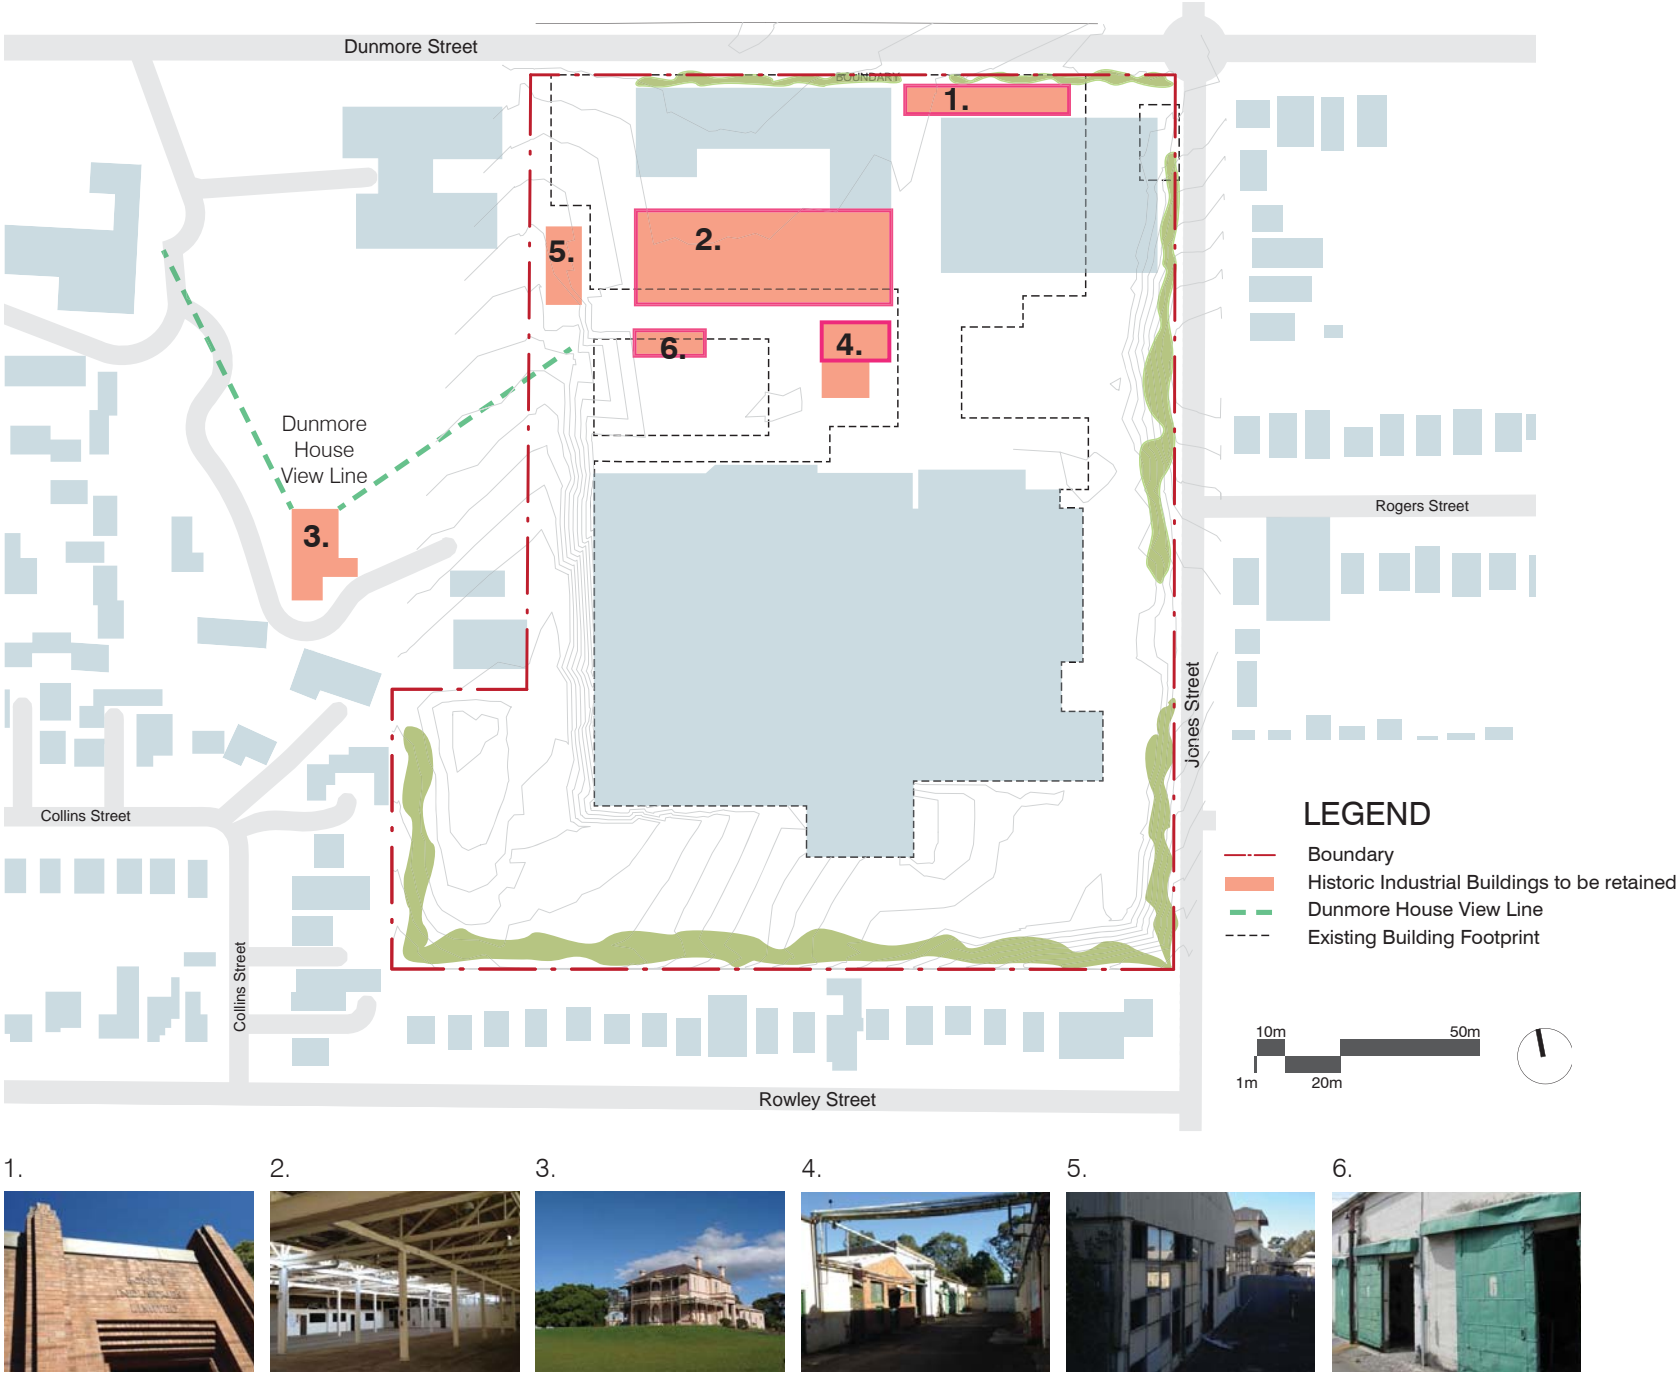 Dunmore Street
BOUNDARY
1.
2.
5.
6.
4.
Dunmore
House
View Line
3.
Rogers Street
Jones Street
Collins Street
Collins Street
Rowley Street
LEGEND
Boundary
Historic Industrial Buildings to be retained
Dunmore House View Line
Existing Building Footprint
10m
50m
1m
20m
1.
2.
3.
4.
5.
6.